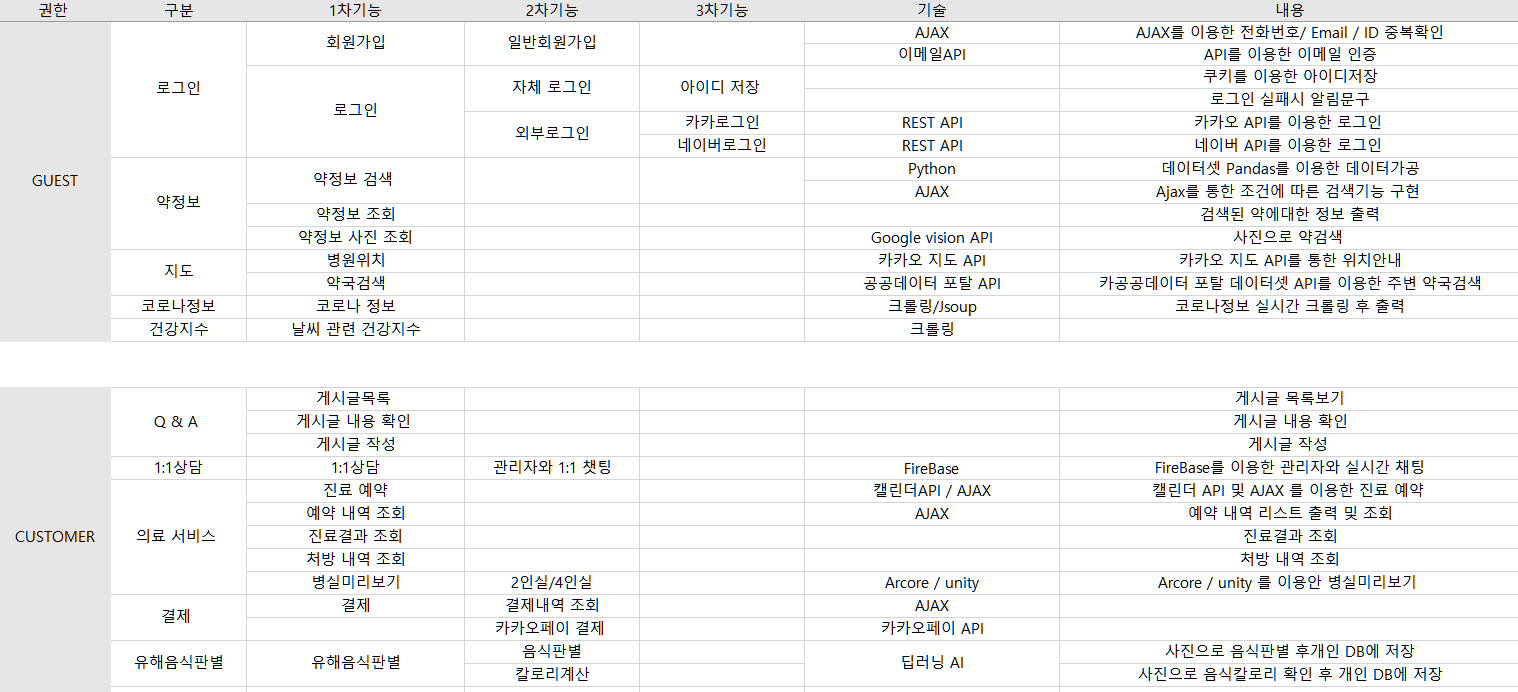 권한 구분 1차기능 2차기능 3차기능 기술 내용
GUEST
로그인
회원가입 일반회원가입 AJAX AJAX를 이용한 전화번호/ Email / ID 중복확인
이메일API API를 이용한 이메일 인증
로그인 자체 로그인 아이디 저장 쿠키를 이용한 아이디저장
로그인 실패시 알림문구
외부로그인 카카로그인 REST API 카카오 API를 이용한 로그인
네이버로그인 REST API 네이버 API를 이용한 로그인
약정보
약정보 검색 Python 데이터셋 Pandas를 이용한 데이터가공
AJAX Ajax를 통한 조건에 따른 검색기능 구현
약정보 조회 검색된 약에대한 정보 출력
약정보 사진 조회 Google vision API 사진으로 약검색
지도
병원위치 카카오 지도 API 카카오 지도 API를 통한 위치안내
약국검색 공공데이터 포탈 API 카공공데이터 포탈 데이터셋 API를 이용한 주변 약국검색
코로나정보 코로나 정보 크롤링/Jsoup 코로나정보 실시간 크롤링 후 출력
건강지수 날씨 관련 건강지수 크롤링
CUSTOMER
Q & A
게시글목록 게시글 목록보기
게시글 내용 확인 게시글 내용 확인
게시글 작성 게시글 작성
1:1상담 1:1상담 관리자와 1:1 챗팅 FireBase FireBase를 이용한 관리자와 실시간 채팅
의료 서비스
진료 예약 캘린더API / AJAX 캘린더 API 및 AJAX 를 이용한 진료 예약
예약 내역 조회 AJAX 예약 내역 리스트 출력 및 조회
진료결과 조회 진료결과 조회
처방 내역 조회 처방 내역 조회
병실미리보기 2인실/4인실 Arcore / unity Arcore / unity 를 이용안 병실미리보기
결제
결제 결제내역 조회 AJAX
카카오페이 결제 카카오페이 API
유해음식판별 유해음식판별 음식판별 딥러닝 AI 사진으로 음식판별 후개인 DB에 저장
칼로리계산 사진으로 음식칼로리 확인 후 개인 DB에 저장